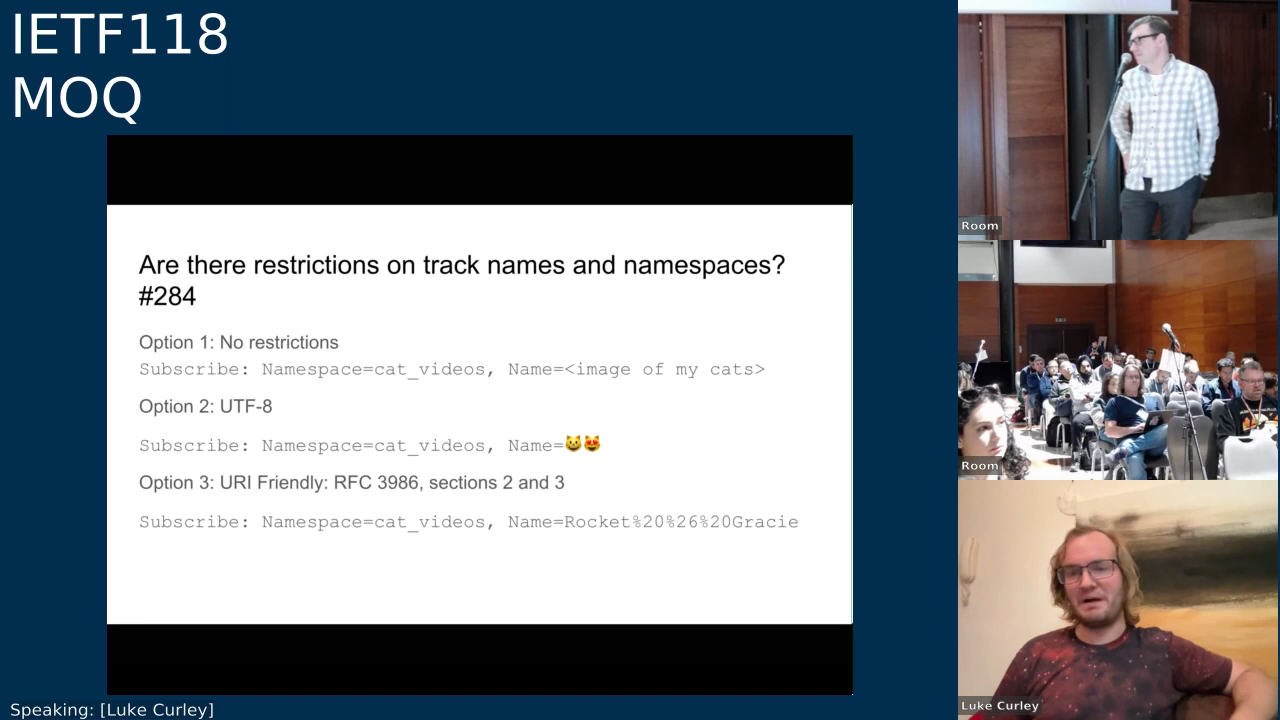 IETF118
MOQ
Are there restrictions on track names and namespaces?
#284
Option 1: No restrictions
Subscribe: Namespace=cat_videos, Name=<image of my cats>
Option 2: UTF-8
Subscribe: Namespace=cat_videos, Name=😺😻
Option 3: URI Friendly: RFC 3986, sections 2 and 3
Subscribe: Namespace=cat_videos, Name=Rocket%20%26%20Gracie
Room
Room
Luke Curley
Speaking: [Luke Curley]